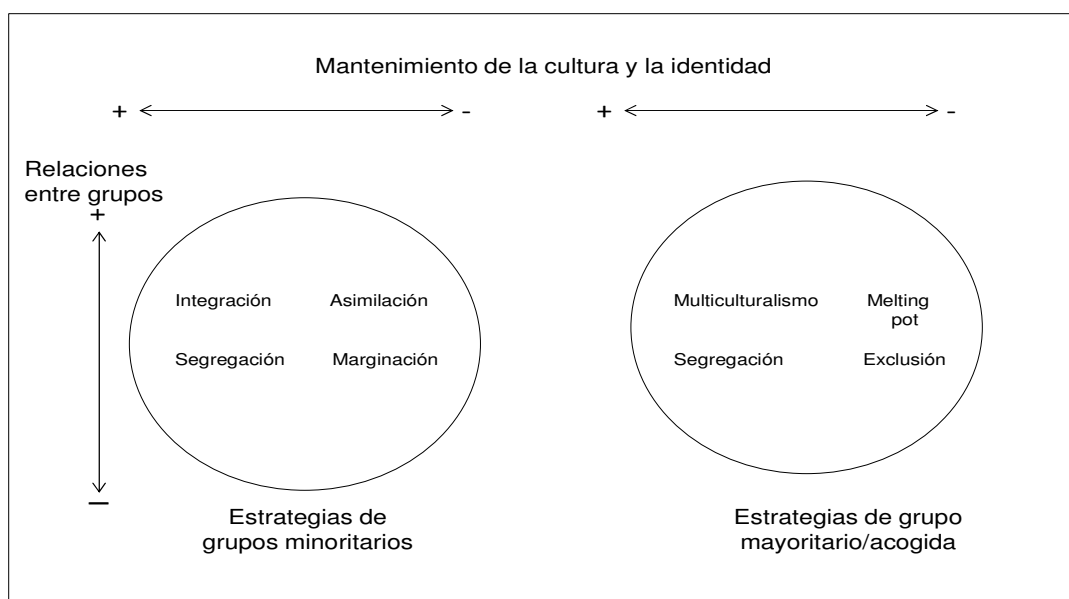 Mantenimiento de la cultura y la identidad
+ - + -
Relaciones
entre grupos
+
Integración Asimilación
Segregación Marginación
Multiculturalismo Melting
pot
Segregación Exclusión
–
Estrategias de
grupos minoritarios
Estrategias de grupo
mayoritario/acogida